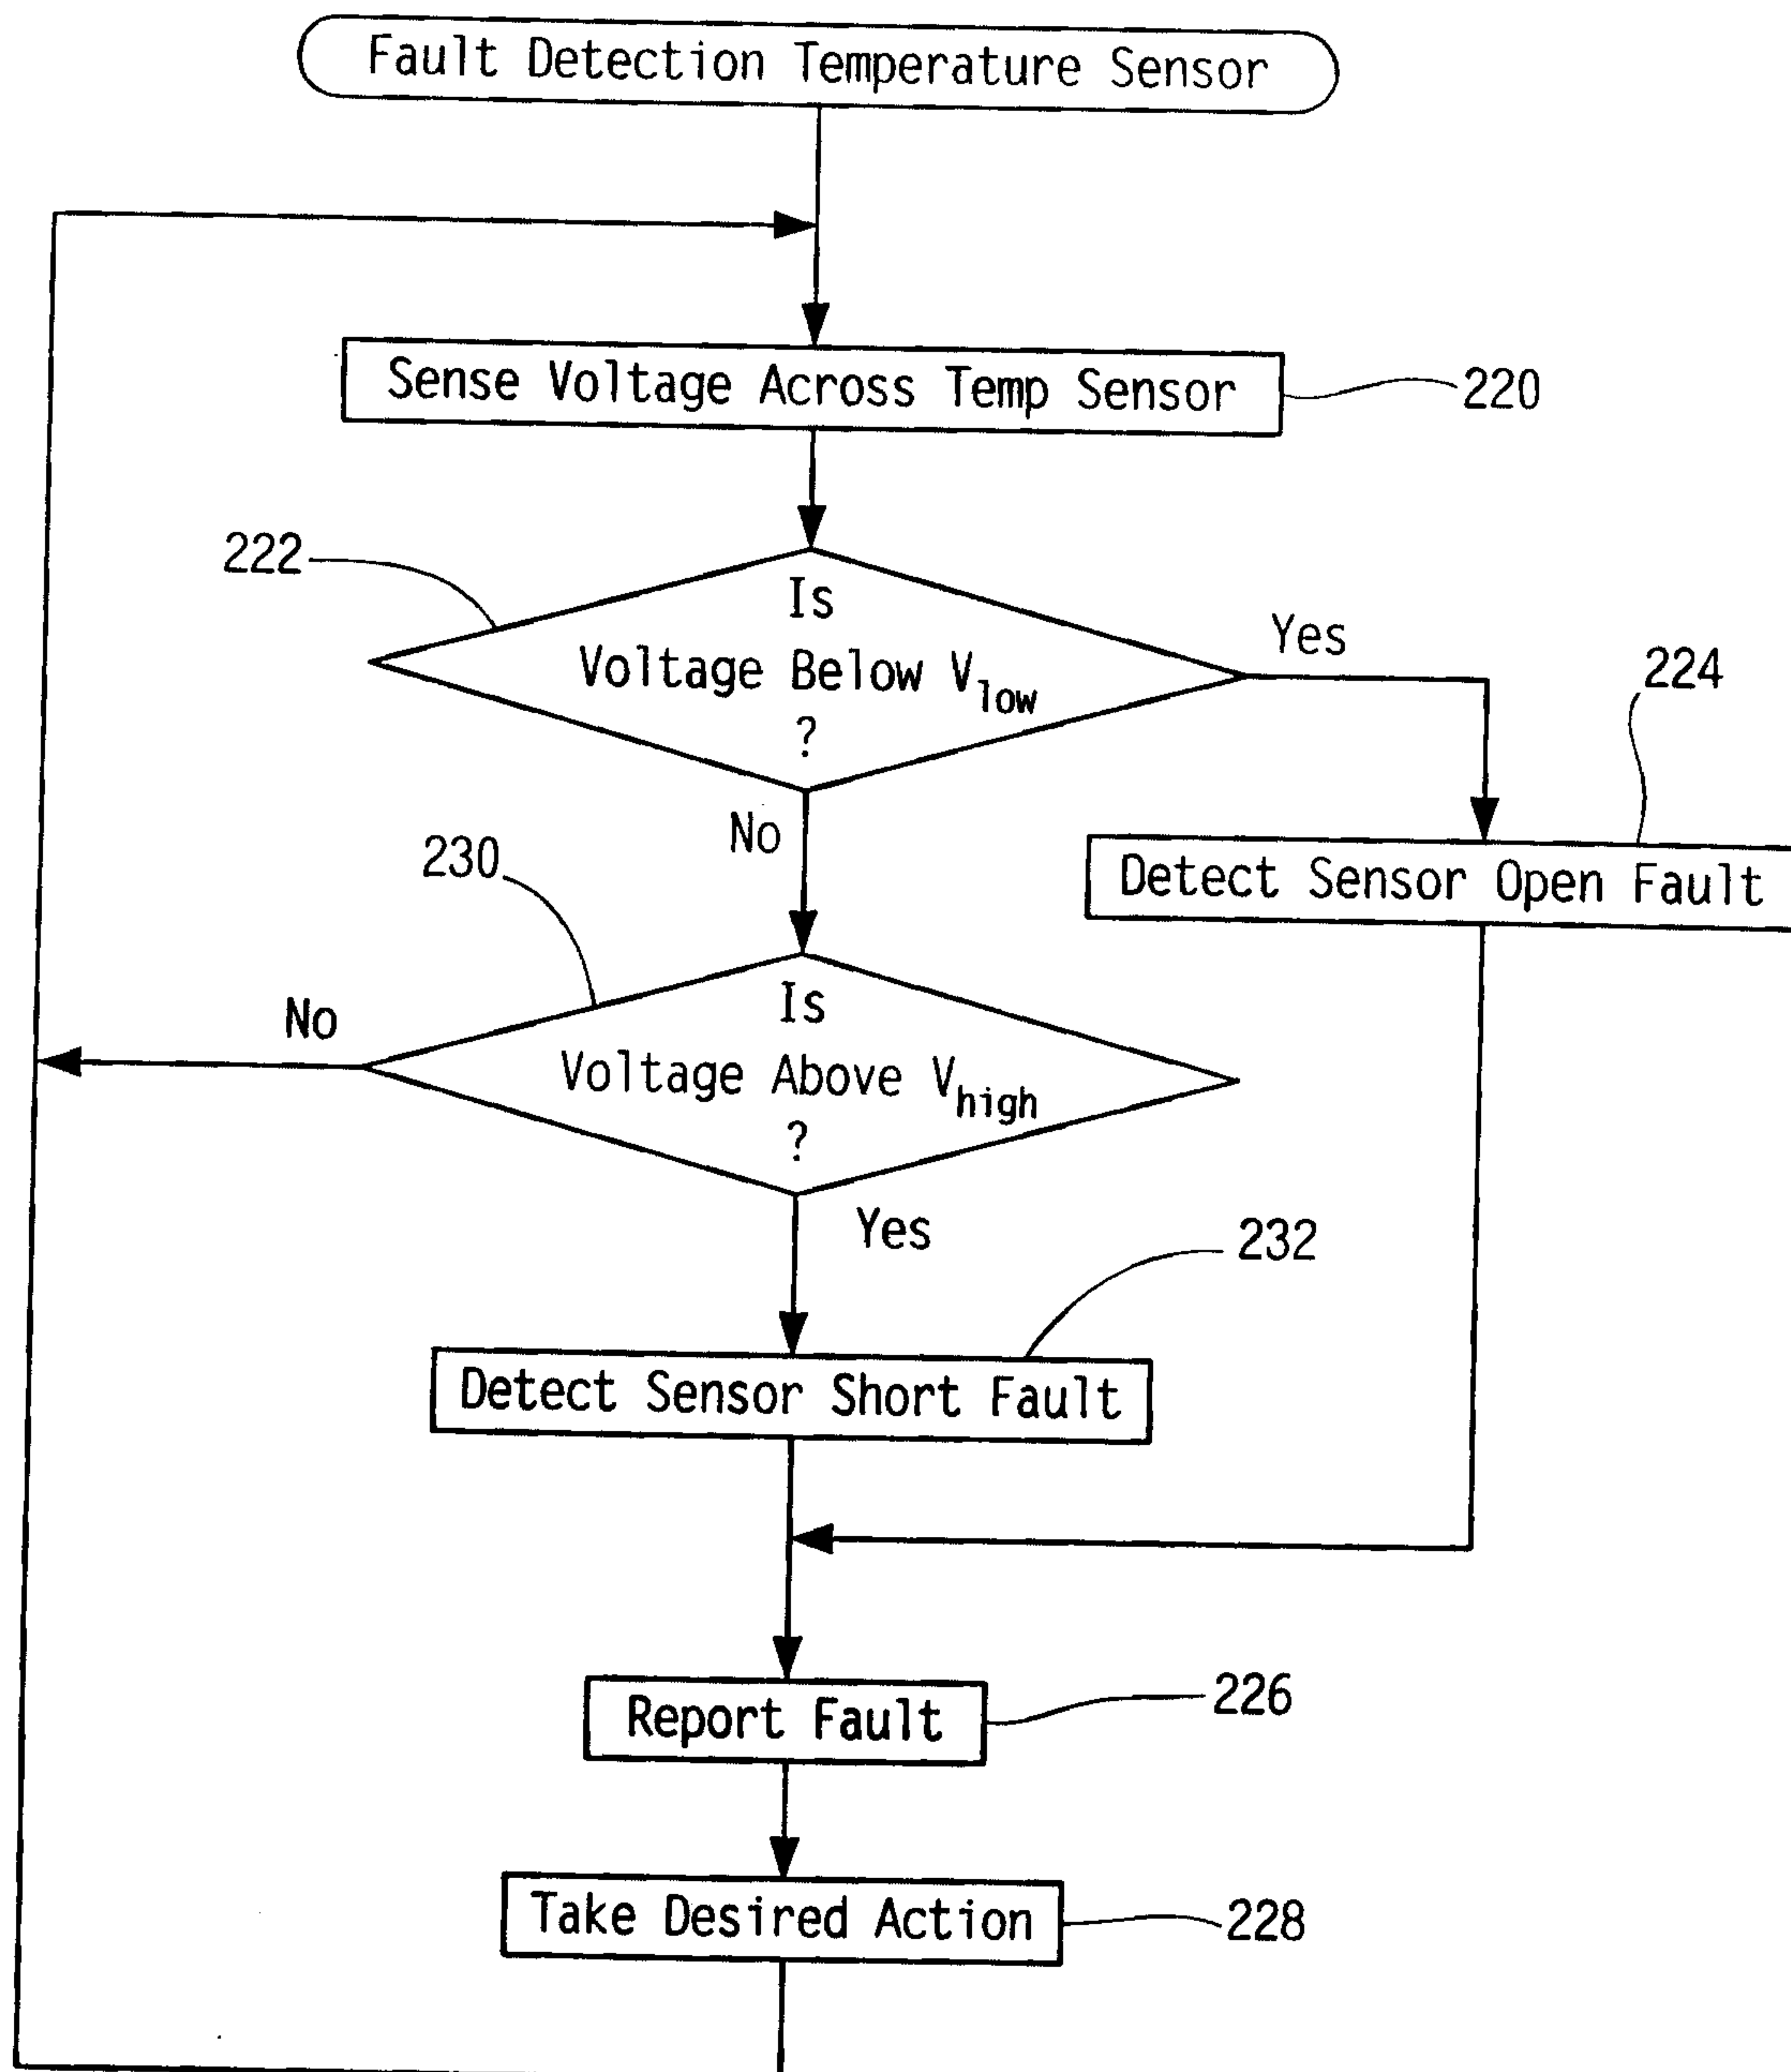 Fault Detection Temperature Sensor
Sense Voltage Across Temp Sensor
220
222
Is
Voltage Below Vlow
?
Yes
224
No
Detect Sensor Open Fault
230
No
Is
Voltage Above Vhigh
?
Yes
232
Detect Sensor Short Fault
Report Fault
226
Take Desired Action
228